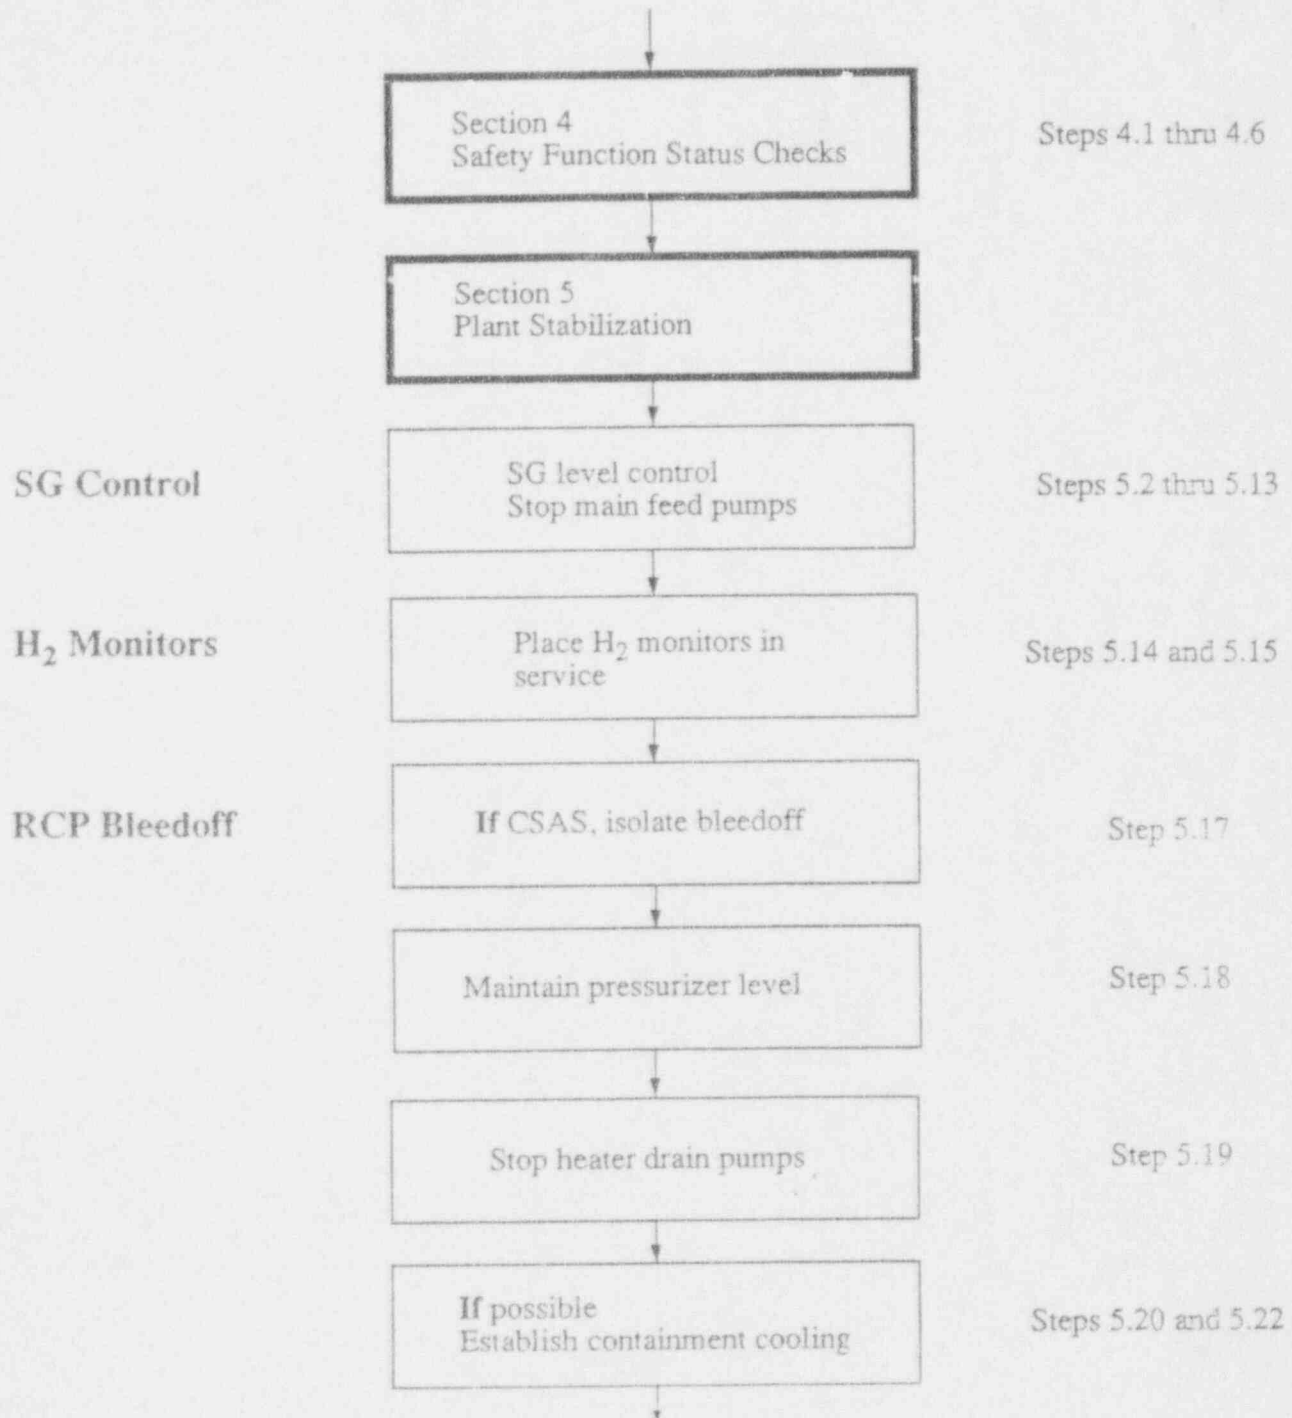 Section 4
Safety Function Status Checks
Steps 4.1 thru 4.6
Section 5
Plant Stabilization
SG Control
SG level control
Stop main feed pumps
Steps 5.2 thru 5.13
H₂ Monitors
Place H₂ monitors in
service
Steps 5.14 and 5.15
RCP Bleedoff
If CSAS, isolate bleedoff
Step 5.17
Maintain pressurizer level
Step 5.18
Stop heater drain pumps
Step 5.19
If possible
Establish containment cooling
Steps 5.20 and 5.22